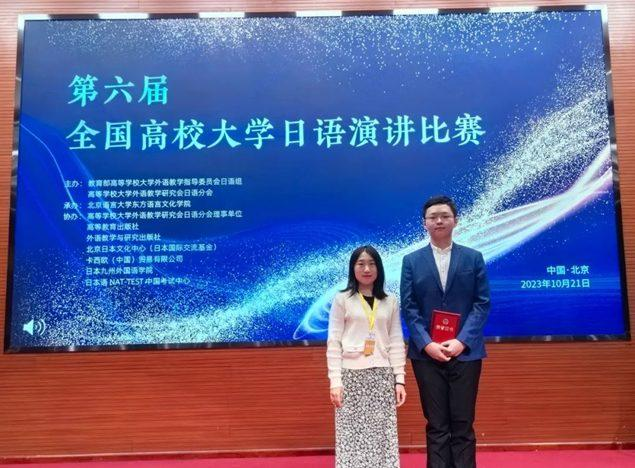 第六届
全国高校大学日语演讲比赛
主办：教育部高等学校大学外语教学指导委员会日语组
高等学校大学外语教学研究会日语分会
承办：北京语言大学东方语言文化学院
协办：高等学校大学外语教学研究会日语分会理事单位
高等教育出版社
外语教学与研究出版社
北京日本文化中心（日本国际交流基金）
卡西欧（中国）贸易有限公司
日本九州外国语学院
日本语 NAT-TEST 中国考试中心
中国·北京
2023年10月21日
荣誉证书